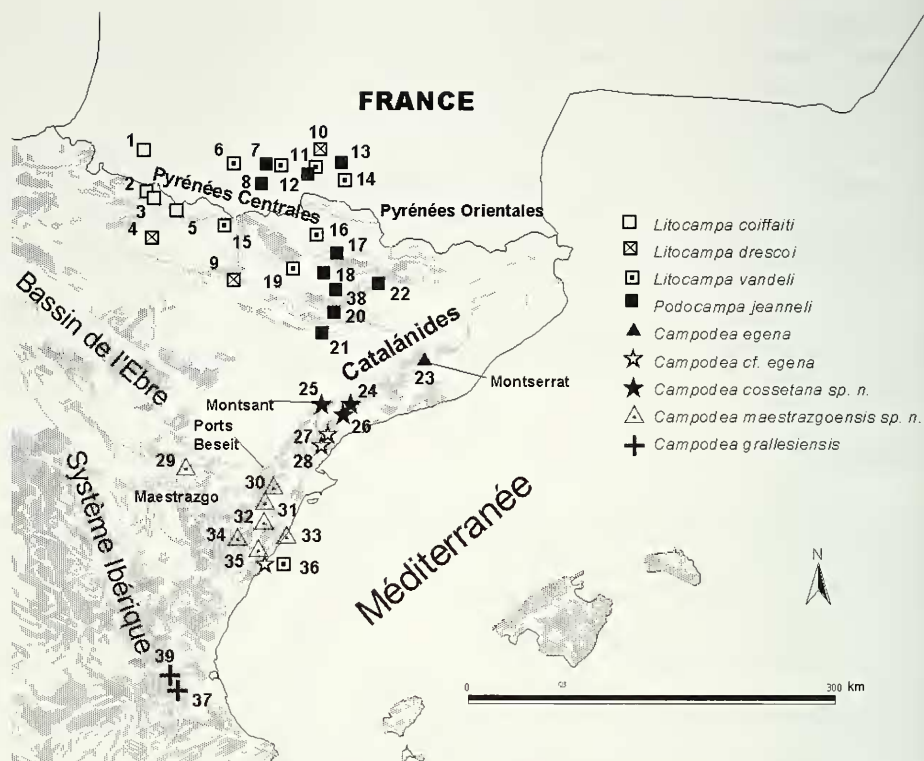 FRANCE
10
1
6
7
11
13
8
12
14
2
Pyrénées Centrales
3
Pyrénées Orientales
4
5
15
16
17
9
19
18
22
38
20
21
Bassin de l'Ebre
Catalánides
23
Montserrat
25
24
Montsant
26
Ports
Beseit
27
28
29
Maestrazgo
30
31
32
33
34
35
36
Système Ibérique
Méditerranée
39
37
Litocampa coiffaiti
Litocampa drescoi
Litocampa vandeli
Podocampa jeanneli
Campodea egena
Campodea cf. egena
Campodea cossetana sp. n.
Campodea maestrazgoensis sp. n.
Campodea grallesiensis
N
0 300 km